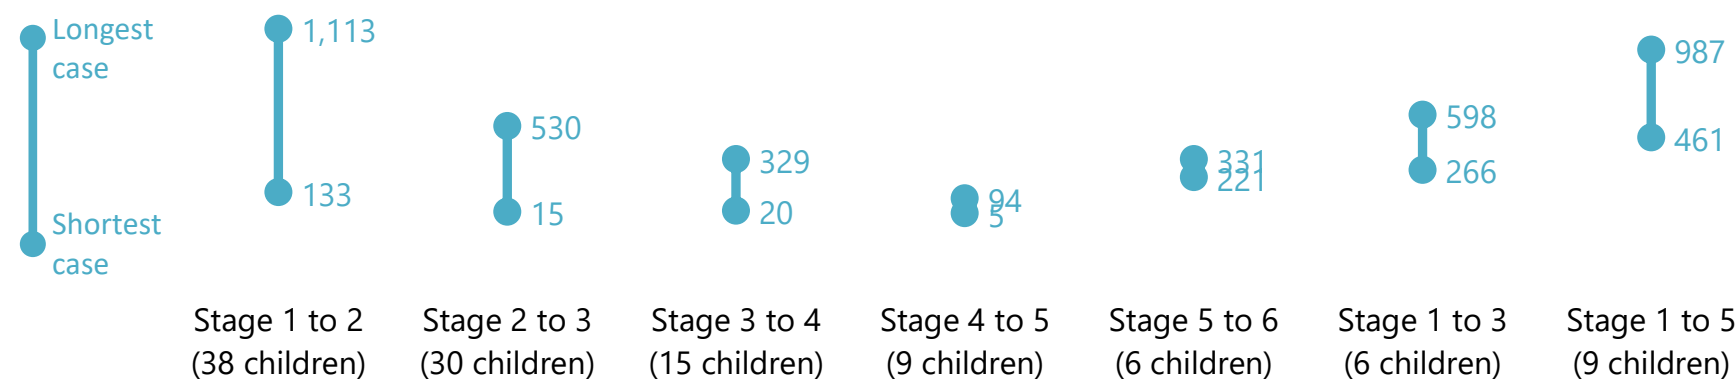 Longest
case
Shortest
case
1,113
133
530
15
329
20
94
5
331
221
598
266
987
461
Stage 1 to 2
(38 children)
Stage 2 to 3
(30 children)
Stage 3 to 4
(15 children)
Stage 4 to 5
(9 children)
Stage 5 to 6
(6 children)
Stage 1 to 3
(6 children)
Stage 1 to 5
(9 children)